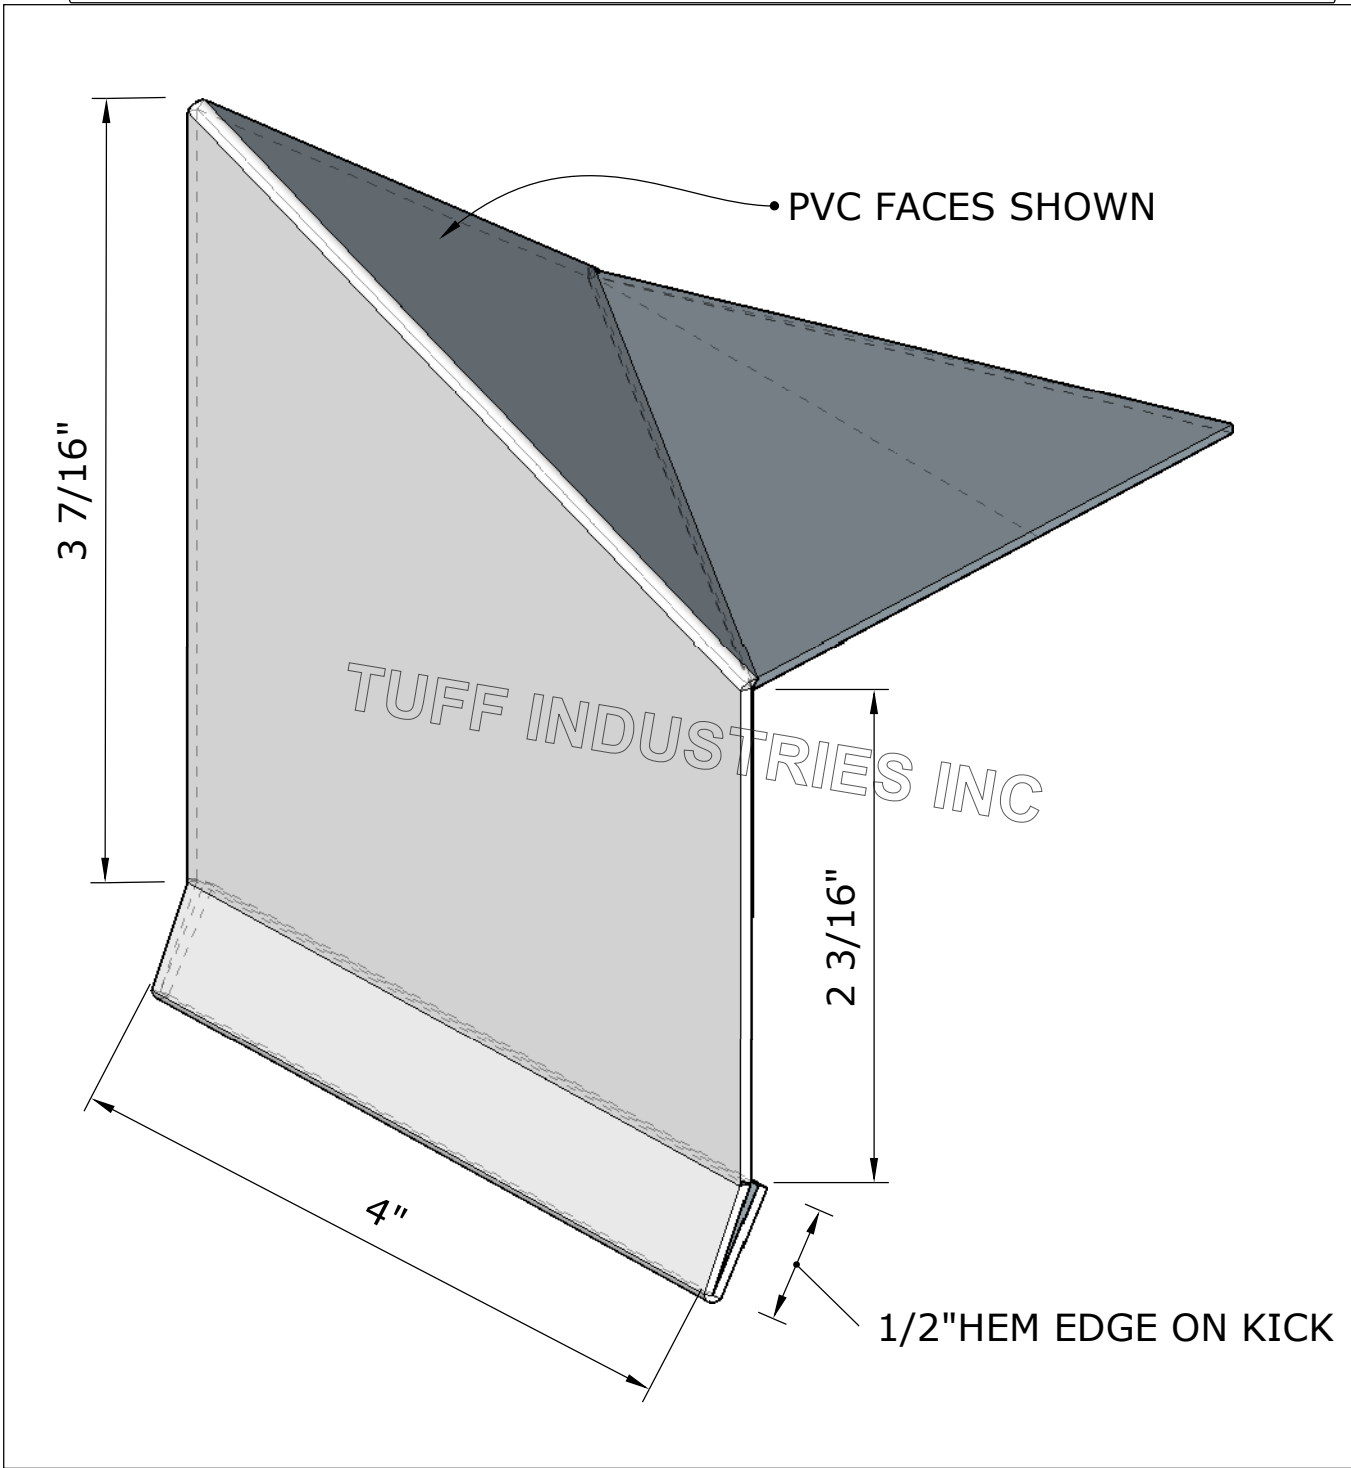 PVC FACES SHOWN
3 7/16"
TUFF INDUSTRIES INC
2 3/16"
4"
1/2"HEM EDGE ON KICK